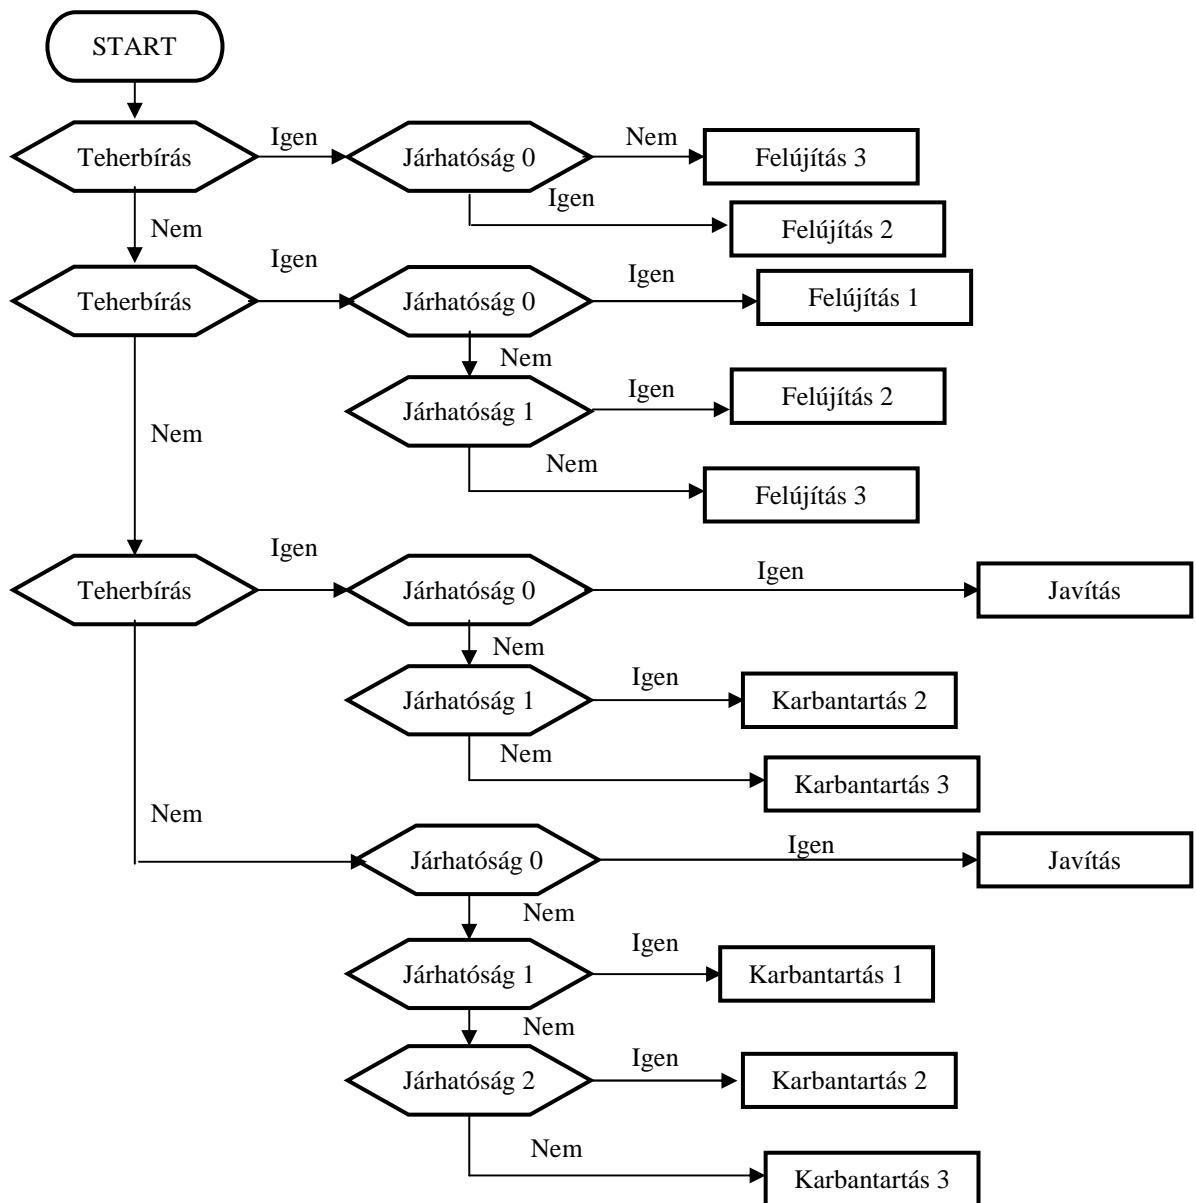 START
Igen
Nem
Teherbírás
Járhatóság 0
Felújítás 3
Igen
Nem
Felújítás 2
Igen
Igen
Teherbírás
Járhatóság 0
Felújítás 1
Nem
Igen
Járhatóság 1
Felújítás 2
Nem
Nem
Felújítás 3
Igen
Igen
Teherbírás
Járhatóság 0
Javítás
Nem
Igen
Járhatóság 1
Karbantartás 2
Nem
Karbantartás 3
Nem
Igen
Járhatóság 0
Javítás
Nem
Igen
Járhatóság 1
Karbantartás 1
Nem
Igen
Járhatóság 2
Karbantartás 2
Nem
Karbantartás 3